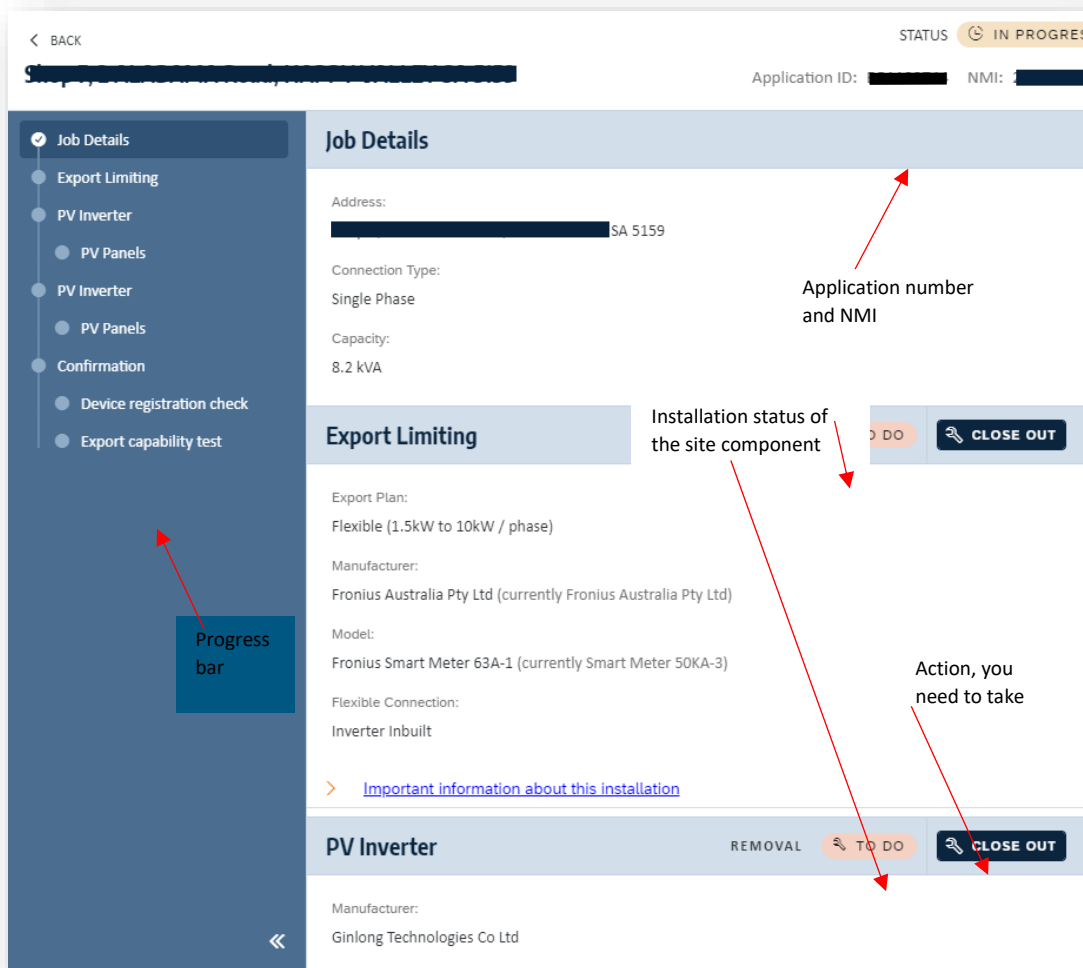 BACK
STATUS IN PROGRES
Application ID: NMI:
Job Details
Export Limiting
PV Inverter
PV Panels
PV Inverter
PV Panels
Confirmation
Device registration check
Export capability test
Progress
bar
Job Details
Address:
SA 5159
Connection Type:
Single Phase
Capacity:
8.2 kVA
Application number
and NMI
Export Limiting
Installation status of
the site component
O DO
CLOSE OUT
Export Plan:
Flexible (1.5kW to 10kW / phase)
Manufacturer:
Fronius Australia Pty Ltd (currently Fronius Australia Pty Ltd)
Model:
Fronius Smart Meter 63A-1 (currently Smart Meter 50KA-3)
Flexible Connection:
Inverter Inbuilt
Action, you
need to take
Important information about this installation
PV Inverter
REMOVAL TO DO CLOSE OUT
Manufacturer:
Ginlong Technologies Co Ltd